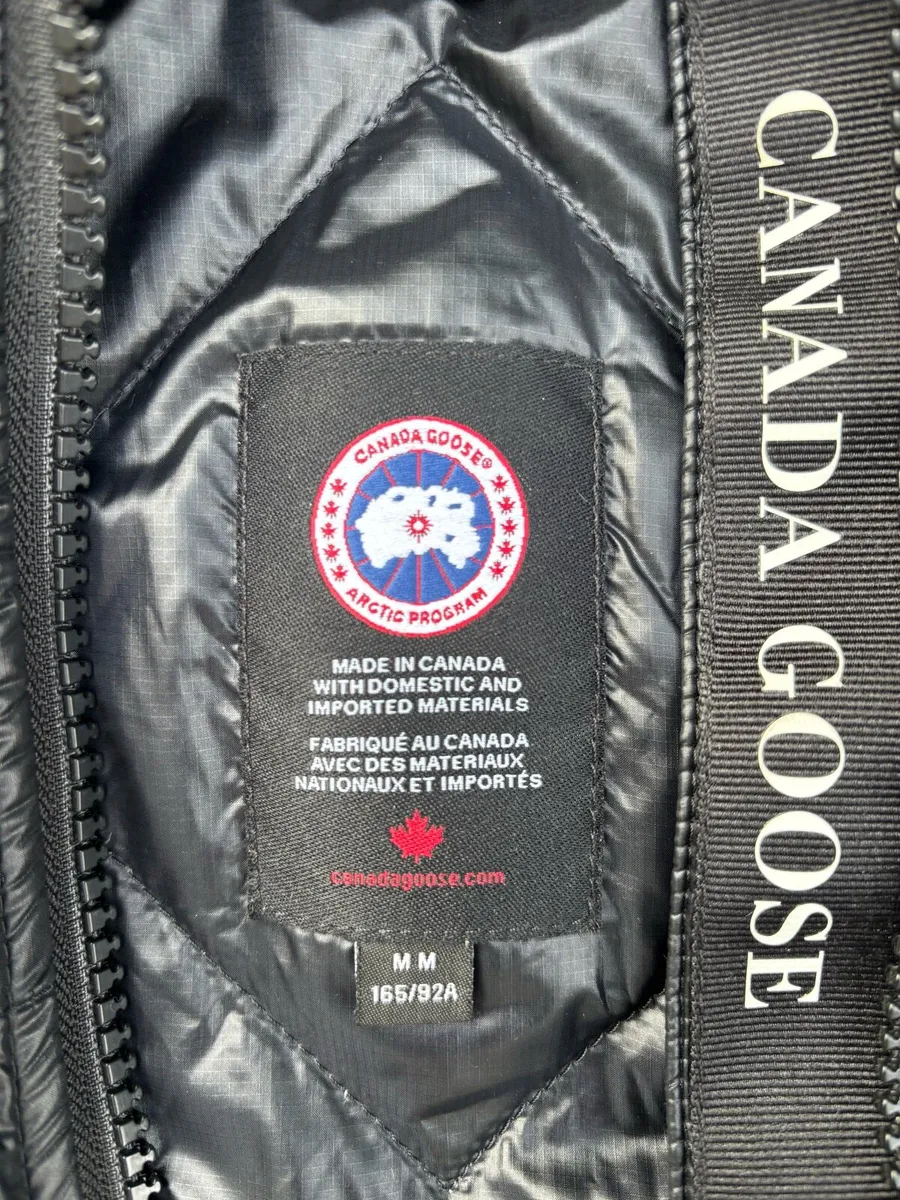 CANADA GOOSE®
ARCTIC PROGRAM
MADE IN CANADA
WITH DOMESTIC AND
IMPORTED MATERIALS
FABRIQUÉ AU CANADA
AVEC DES MATERIAUX
NATIONAUX ET IMPORTÉS
canadagoose.com
M M
165/92A
CANADA GOOSE